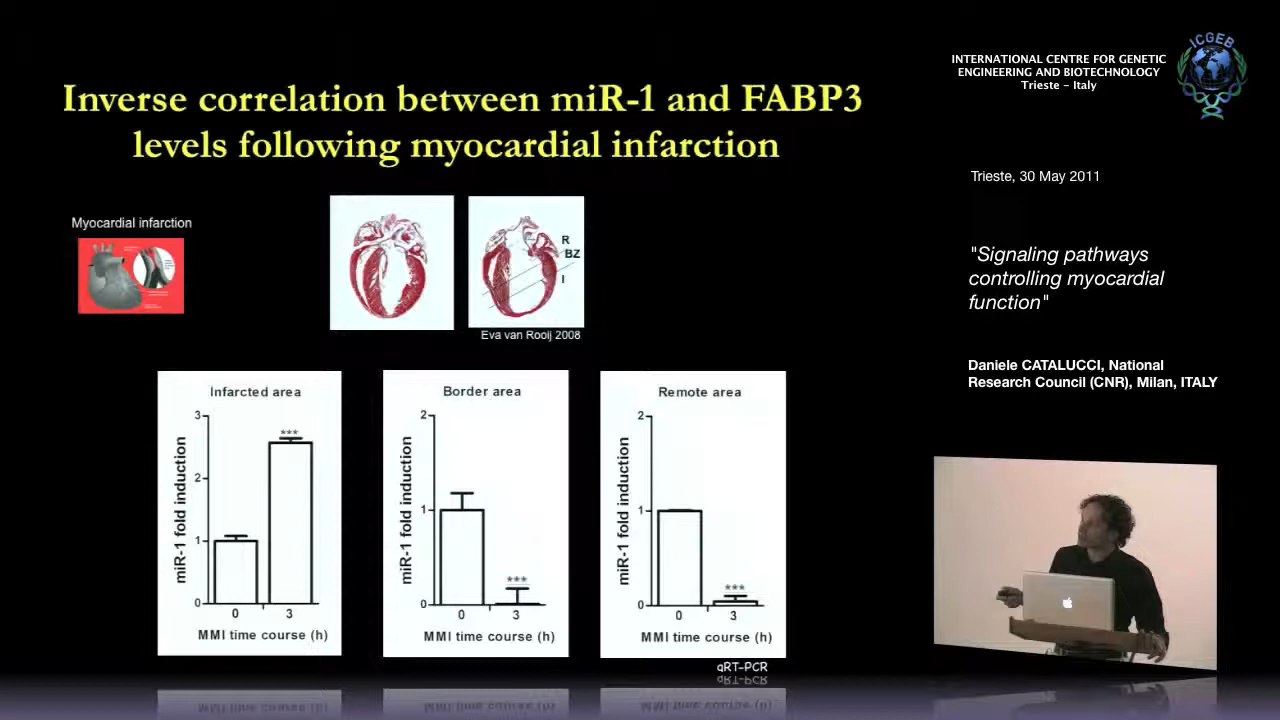 Inverse correlation between miR-1 and FABP3
levels following myocardial infarction
Myocardial infarction
R
BZ
I
Eva van Rooij 2008
Infarcted area
miR-1 fold induction
3
2
1
0
***
0 3
MMI time course (h)
Border area
miR-1 fold induction
2
1
0
***
0 3
MMI time course (h)
Remote area
miR-1 fold induction
2
1
0
***
0 3
MMI time course (h)
qRT-PCR
INTERNATIONAL CENTRE FOR GENETIC
ENGINEERING AND BIOTECHNOLOGY
Trieste - Italy
ICGEB
Trieste, 30 May 2011
"Signaling pathways
controlling myocardial
function"
Daniele CATALUCCI, National
Research Council (CNR), Milan, ITALY